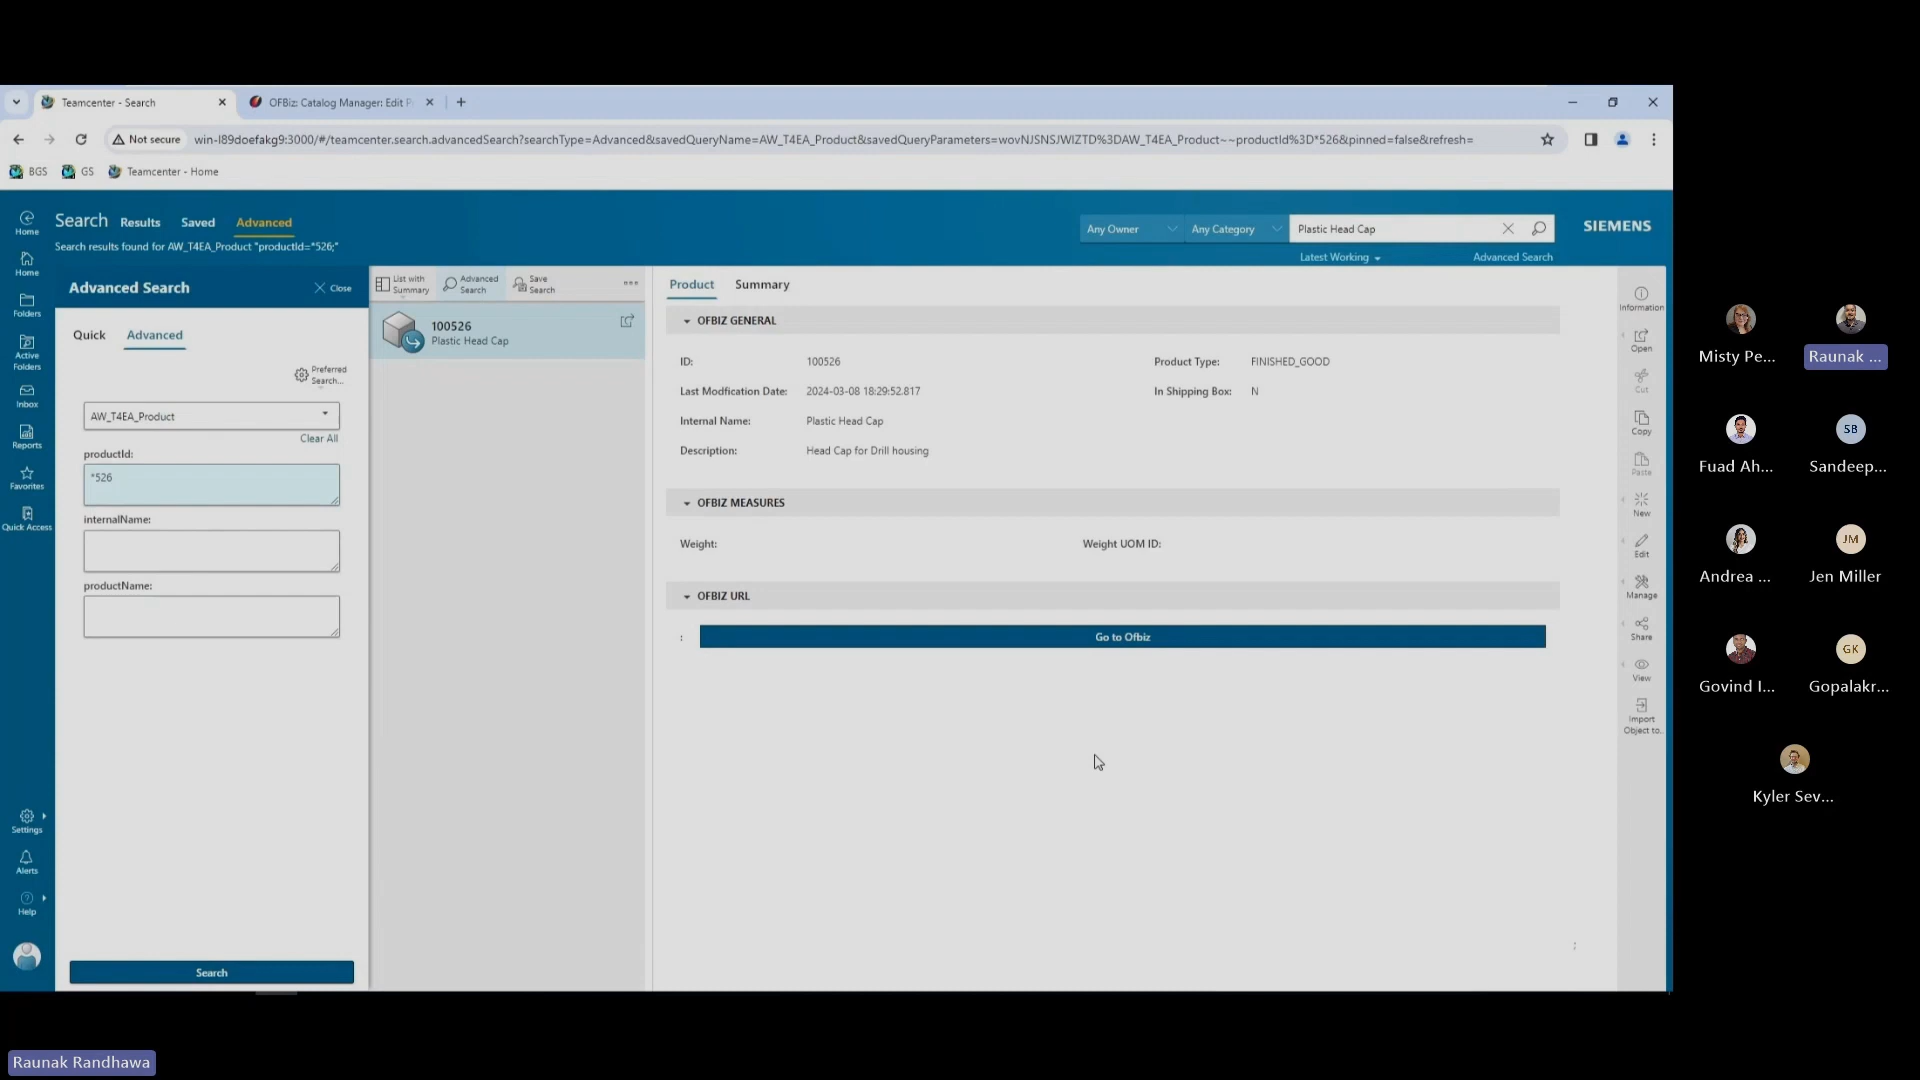 Teamcenter - Search
OFBiz: Catalog Manager: Edit P
Not secure
win-l89doefakg9:3000/#/teamcenter.search.advancedSearch?searchType=Advanced&savedQueryName=AW_T4EA_Product&savedQueryParameters=wovNJSNSJWIZTD%3DAW_T4EA_Product~~productId%3D*526&pinned=false&refresh=
BGS
GS
Teamcenter - Home
Home
Search
Results
Saved
Advanced
Search results found for AW_T4EA_Product "productId=*526;"
Any Owner
Any Category
Plastic Head Cap
SIEMENS
Latest Working
Advanced Search
Home
Folders
Active
Folders
Inbox
Reports
Favorites
Quick Access
Settings
Alerts
Help
Advanced Search
Close
Quick
Advanced
Preferred
Search...
AW_T4EA_Product
Clear All
productId:
*526
internalName:
productName:
Search
List with
Summary
Advanced
Search
Save
Search
100526
Plastic Head Cap
Product
Summary
OFBIZ GENERAL
ID:
100526
Product Type:
FINISHED_GOOD
Last Modfication Date:
2024-03-08 18:29:52.817
In Shipping Box:
N
Internal Name:
Plastic Head Cap
Description:
Head Cap for Drill housing
OFBIZ MEASURES
Weight:
Weight UOM ID:
OFBIZ URL
:
Go to Ofbiz
Information
Open
Cut
Copy
Paste
New
Edit
Manage
Share
View
Import
Object to..
Misty Pe...
Raunak ...
Fuad Ah...
SB
Sandeep...
Andrea ...
JM
Jen Miller
Govind I...
GK
Gopalakr...
Kyler Sev...
Raunak Randhawa